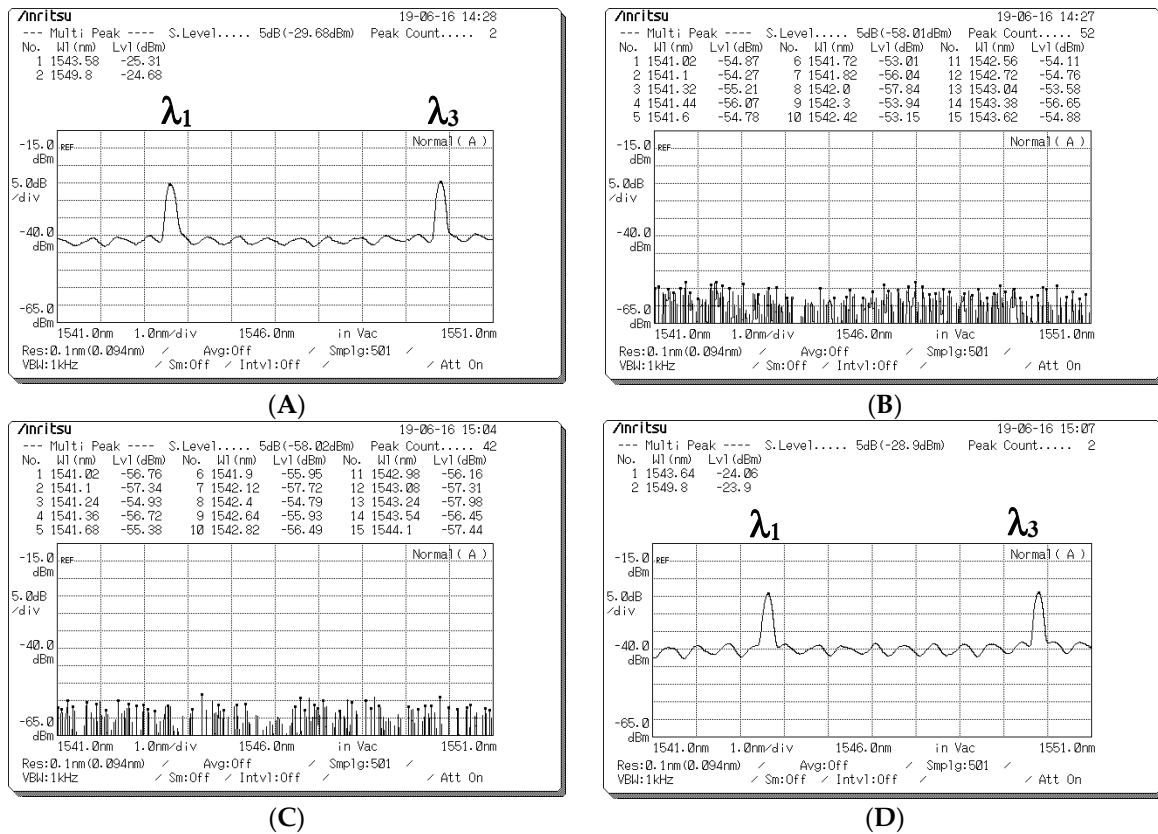 Anritsu 19-06-16 14:28
--- Multi Peak ---- S.Level..... 5dB(-29.68dBm) Peak Count..... 2
No. Wl(nm) Lvl(dBm)
1 1543.58 -25.31
2 1549.8 -24.68
λ1 λ3
-15.0 dBm REF Normal(A)
5.0dB /div
-40.0 dBm
-65.0 dBm
1541.0nm 1.0nm/div 1546.0nm in Vac 1551.0nm
Res:0.1nm(0.094nm) / Avg:Off / Smplg:501 /
VBW:1kHz / Sm:Off / Intvl:Off / / Att On
(A)
Anritsu 19-06-16 14:27
--- Multi Peak ---- S.Level..... 5dB(-58.01dBm) Peak Count..... 52
No. Wl(nm) Lvl(dBm) No. Wl(nm) Lvl(dBm) No. Wl(nm) Lvl(dBm)
1 1541.02 -54.87 6 1541.72 -53.01 11 1542.56 -54.11
2 1541.1 -54.27 7 1541.82 -56.04 12 1542.72 -54.76
3 1541.32 -55.21 8 1542.0 -57.84 13 1543.04 -53.58
4 1541.44 -56.07 9 1542.3 -53.94 14 1543.38 -56.65
5 1541.6 -54.78 10 1542.42 -53.15 15 1543.62 -54.88
-15.0 dBm REF Normal(A)
5.0dB /div
-40.0 dBm
-65.0 dBm
1541.0nm 1.0nm/div 1546.0nm in Vac 1551.0nm
Res:0.1nm(0.094nm) / Avg:Off / Smplg:501 /
VBW:1kHz / Sm:Off / Intvl:Off / / Att On
(B)
Anritsu 19-06-16 15:04
--- Multi Peak ---- S.Level..... 5dB(-58.02dBm) Peak Count..... 42
No. Wl(nm) Lvl(dBm) No. Wl(nm) Lvl(dBm) No. Wl(nm) Lvl(dBm)
1 1541.02 -56.76 6 1541.9 -55.95 11 1542.98 -56.16
2 1541.1 -57.34 7 1542.12 -57.72 12 1543.08 -57.31
3 1541.24 -54.93 8 1542.4 -54.79 13 1543.24 -57.98
4 1541.36 -56.72 9 1542.64 -55.93 14 1543.54 -56.45
5 1541.68 -55.38 10 1542.82 -56.49 15 1544.1 -57.44
-15.0 dBm REF Normal(A)
5.0dB /div
-40.0 dBm
-65.0 dBm
1541.0nm 1.0nm/div 1546.0nm in Vac 1551.0nm
Res:0.1nm(0.094nm) / Avg:Off / Smplg:501 /
VBW:1kHz / Sm:Off / Intvl:Off / / Att On
(C)
Anritsu 19-06-16 15:07
--- Multi Peak ---- S.Level..... 5dB(-28.9dBm) Peak Count..... 2
No. Wl(nm) Lvl(dBm)
1 1543.64 -24.06
2 1549.8 -23.9
λ1 λ3
-15.0 dBm REF Normal(A)
5.0dB /div
-40.0 dBm
-65.0 dBm
1541.0nm 1.0nm/div 1546.0nm in Vac 1551.0nm
Res:0.1nm(0.094nm) / Avg:Off / Smplg:501 /
VBW:1kHz / Sm:Off / Intvl:Off / / Att On
(D)